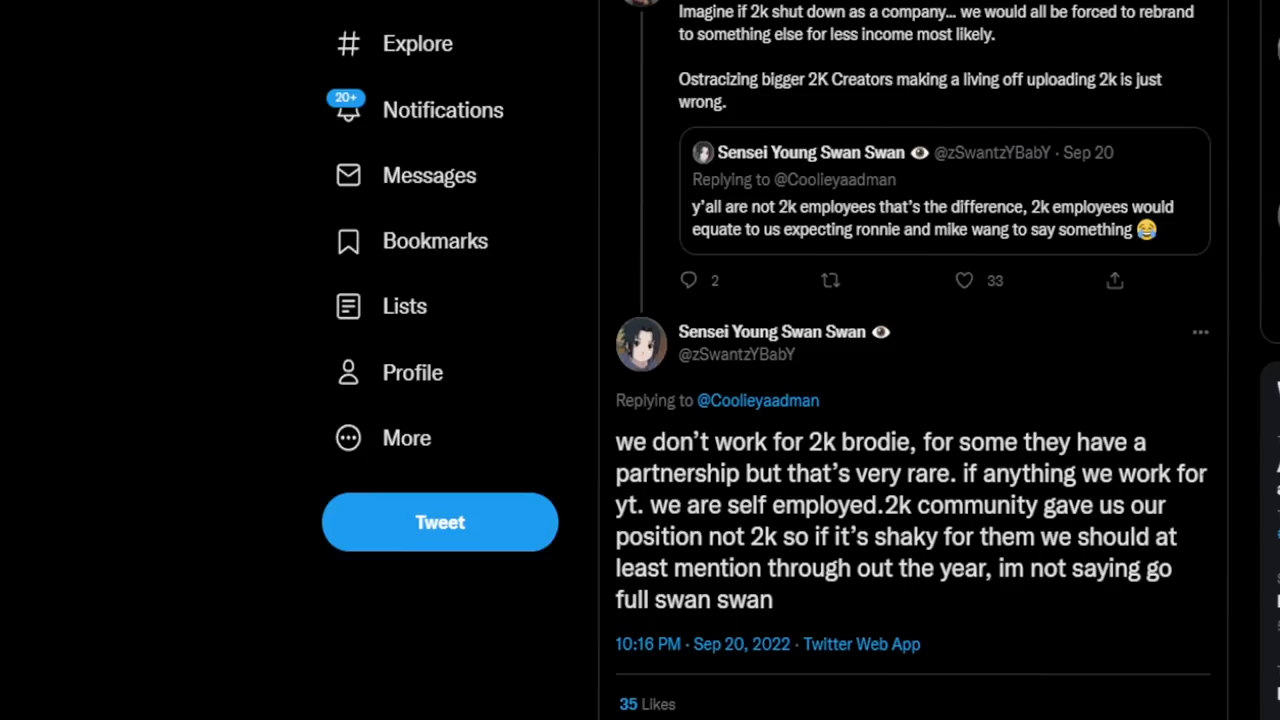 Explore
20+
Notifications
Messages
Bookmarks
Lists
Profile
More
Tweet
Imagine if 2k shut down as a company... we would all be forced to rebrand
to something else for less income most likely.
Ostracizing bigger 2K Creators making a living off uploading 2k is just
wrong.
Sensei Young Swan Swan 👁 @zSwantzYBabY · Sep 20
Replying to @Coolieyaadman
y'all are not 2k employees that's the difference, 2k employees would
equate to us expecting ronnie and mike wang to say something 😂
2 33
Sensei Young Swan Swan 👁
@zSwantzYBabY
Replying to @Coolieyaadman
we don't work for 2k brodie, for some they have a
partnership but that's very rare. if anything we work for
yt. we are self employed.2k community gave us our
position not 2k so if it's shaky for them we should at
least mention through out the year, im not saying go
full swan swan
10:16 PM · Sep 20, 2022 · Twitter Web App
35 Likes